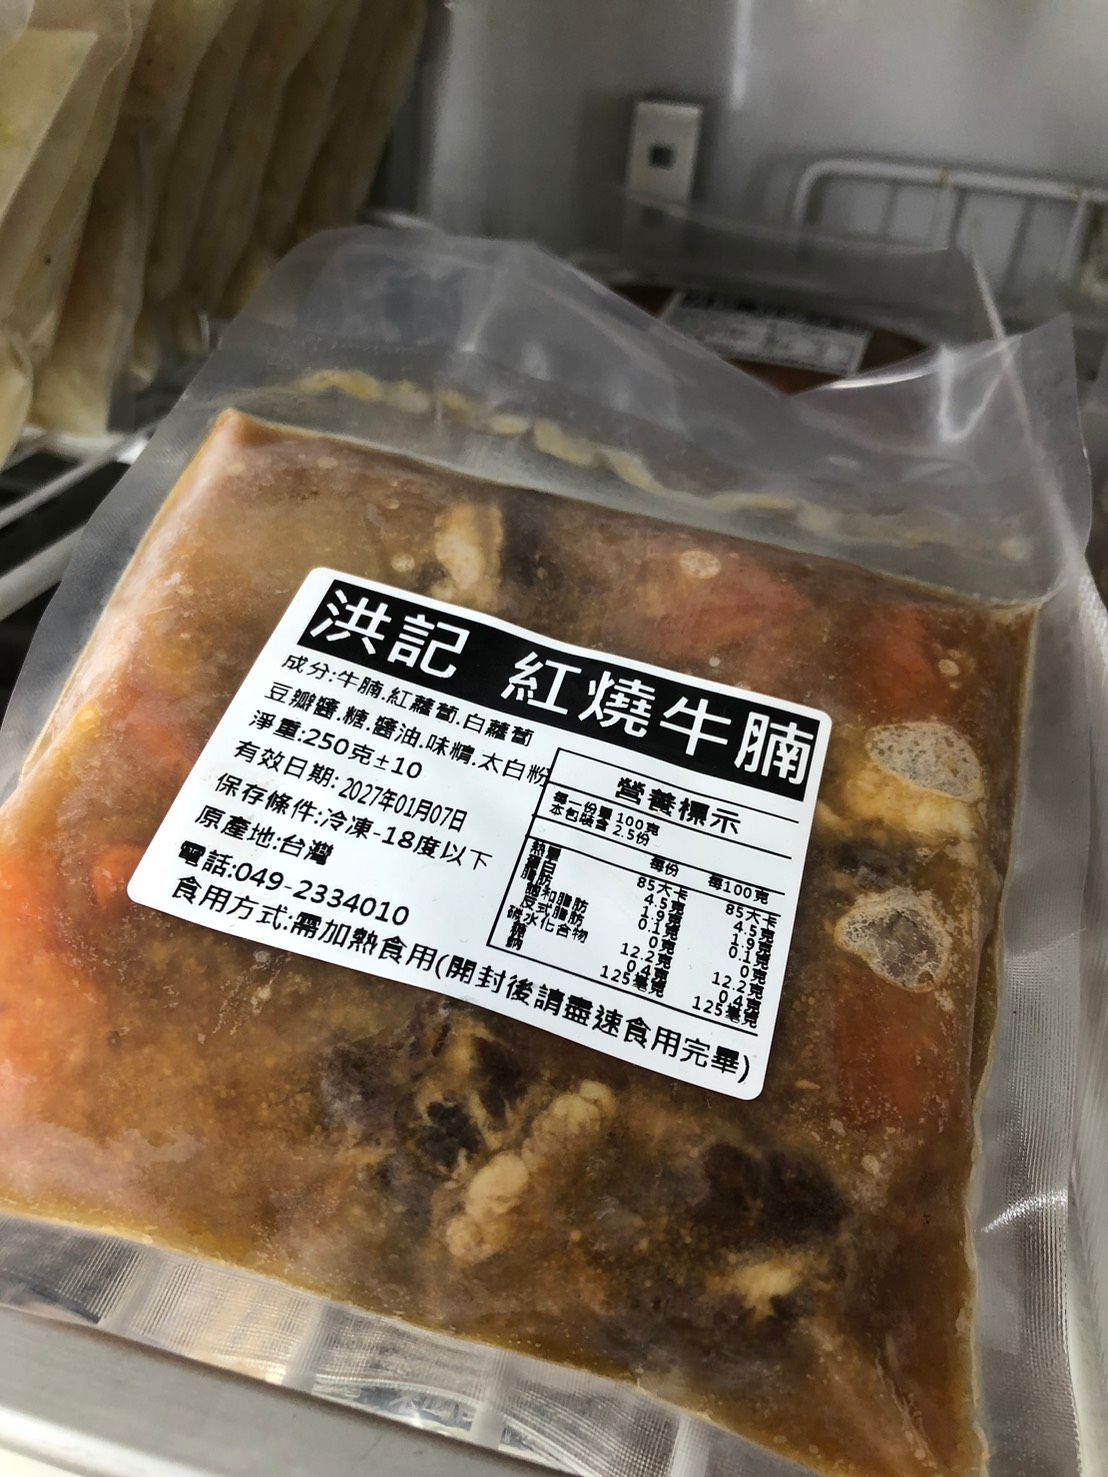 洪記 紅燒牛腩
成分:牛腩.紅蘿蔔.白蘿蔔
豆瓣醬.糖.醬油.味憜.太白粉
淨重:250克±10
有效日期: 2027年01月07日
保存條件:冷凍-18度以下
原產地:台灣
電話:049-2334010
食用方式:需加熱食用(開封後請盡速食用完畢)
營養標示
每一份量 100克
本包裝含 2.5份
每份 每100克
熱量 85大卡 85大卡
蛋白 4.5克 4.5克
脂肪 1.9克 1.9克
飽和脂肪 0.1克 0.1克
反式脂肪 0克 0克
碳水化合物 12.2克 12.2克
糖 0.4克 0.4克
鈉 125毫克 125毫克